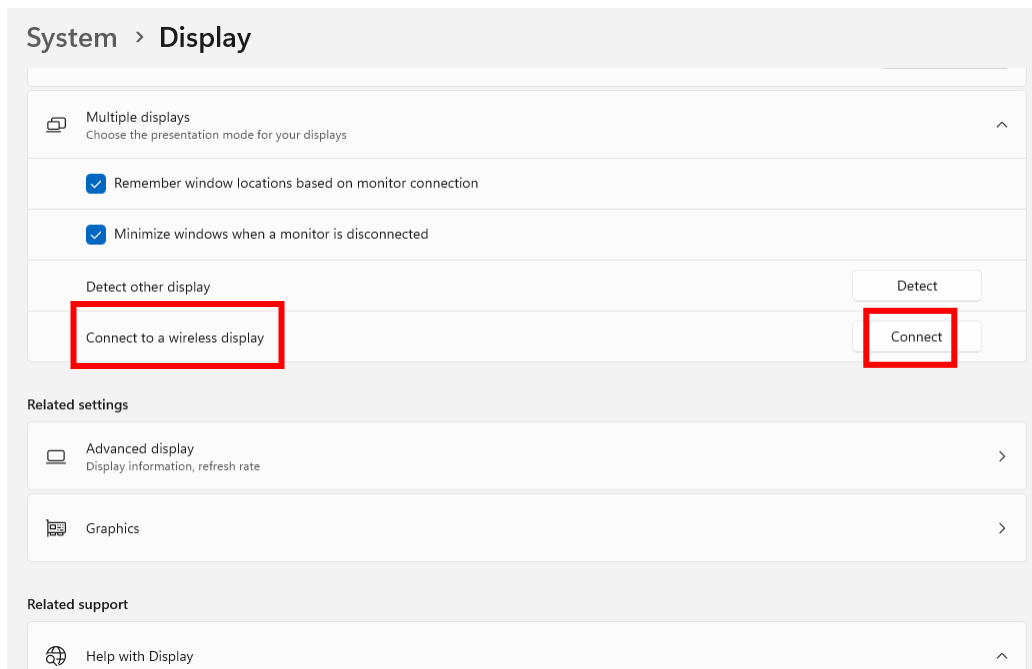 System > Display
Multiple displays
Choose the presentation mode for your displays
Remember window locations based on monitor connection
Minimize windows when a monitor is disconnected
Detect other display Detect
Connect to a wireless display Connect
Related settings
Advanced display
Display information, refresh rate
Graphics
Related support
Help with Display